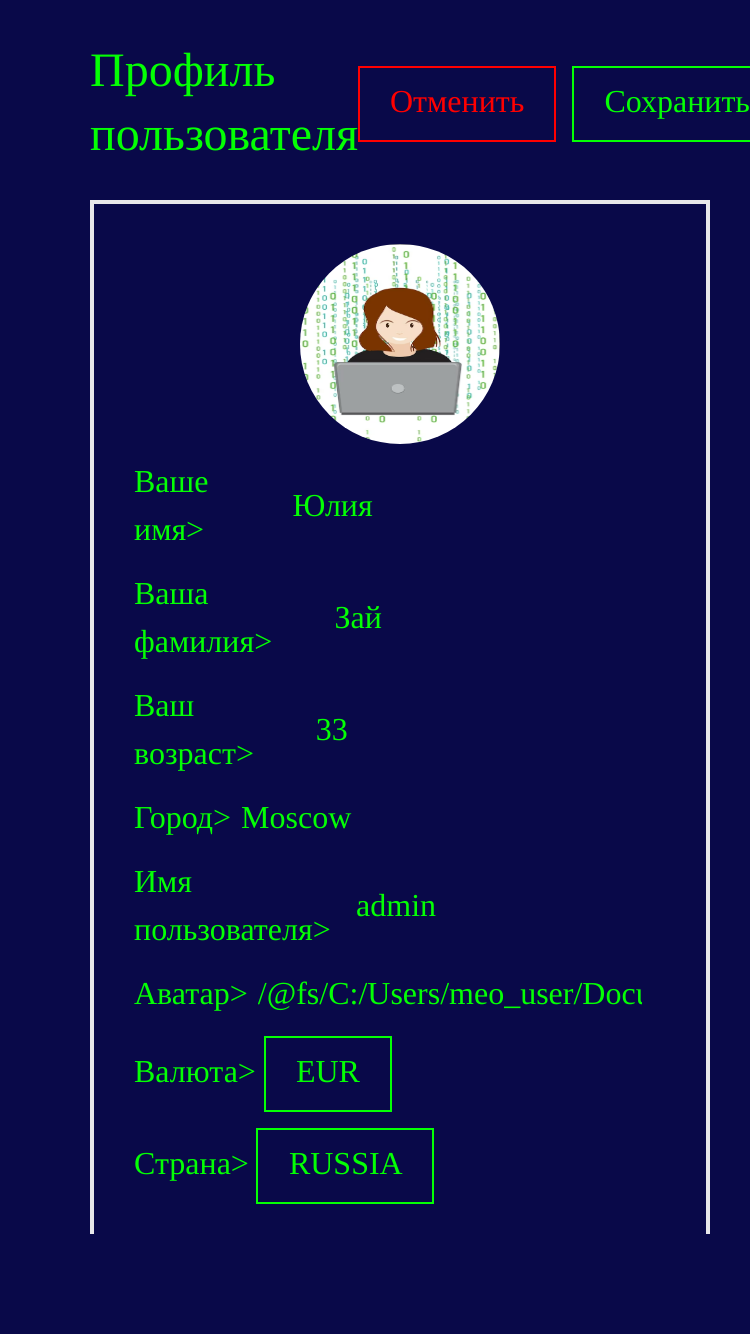 Профиль
пользователя
Отменить
Сохранить
Ваше
имя>
Юлия
Ваша
фамилия>
Зай
Ваш
возраст>
33
Город> Moscow
Имя
пользователя>
admin
Аватар> /@fs/C:/Users/meo_user/Docu
Валюта> EUR
Страна> RUSSIA